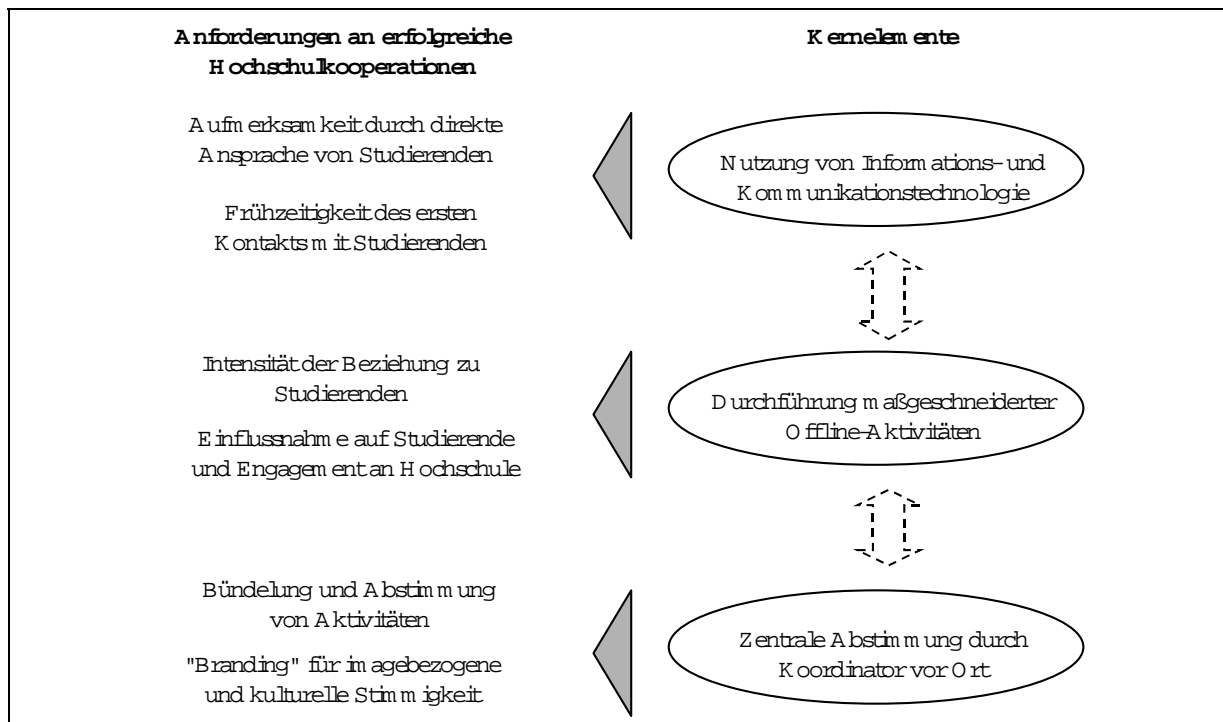 Anforderungen an erfolgreiche
Hochschulkooperationen
Kernelemente
Aufmerksamkeit durch direkte
Ansprache von Studierenden
Frühzeitigkeit des ersten
Kontakts mit Studierenden
Nutzung von Informations- und
Kommunikationstechnologie
Intensität der Beziehung zu
Studierenden
Einflussnahme auf Studierende
und Engagement an Hochschule
Durchführung maßgeschneiderter
Offline-Aktivitäten
Bündelung und Abstimmung
von Aktivitäten
"Branding" für imagebezogene
und kulturelle Stimmigkeit
Zentrale Abstimmung durch
Koordinator vor Ort